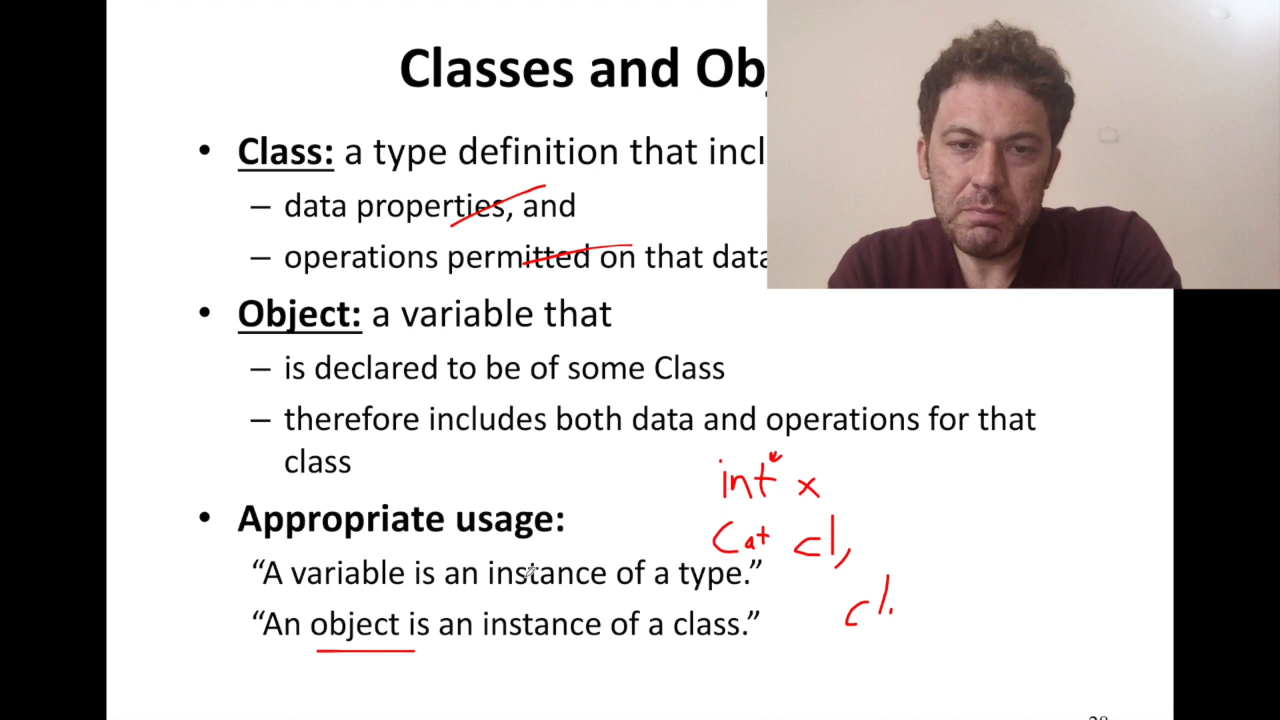 Classes and Ob
• Class: a type definition that incl
– data properties, and
– operations permitted on that data
• Object: a variable that
– is declared to be of some Class
– therefore includes both data and operations for that
class
int* x
• Appropriate usage:
Cat c1,
“A variable is an instance of a type.”
“An object is an instance of a class.”
c1.